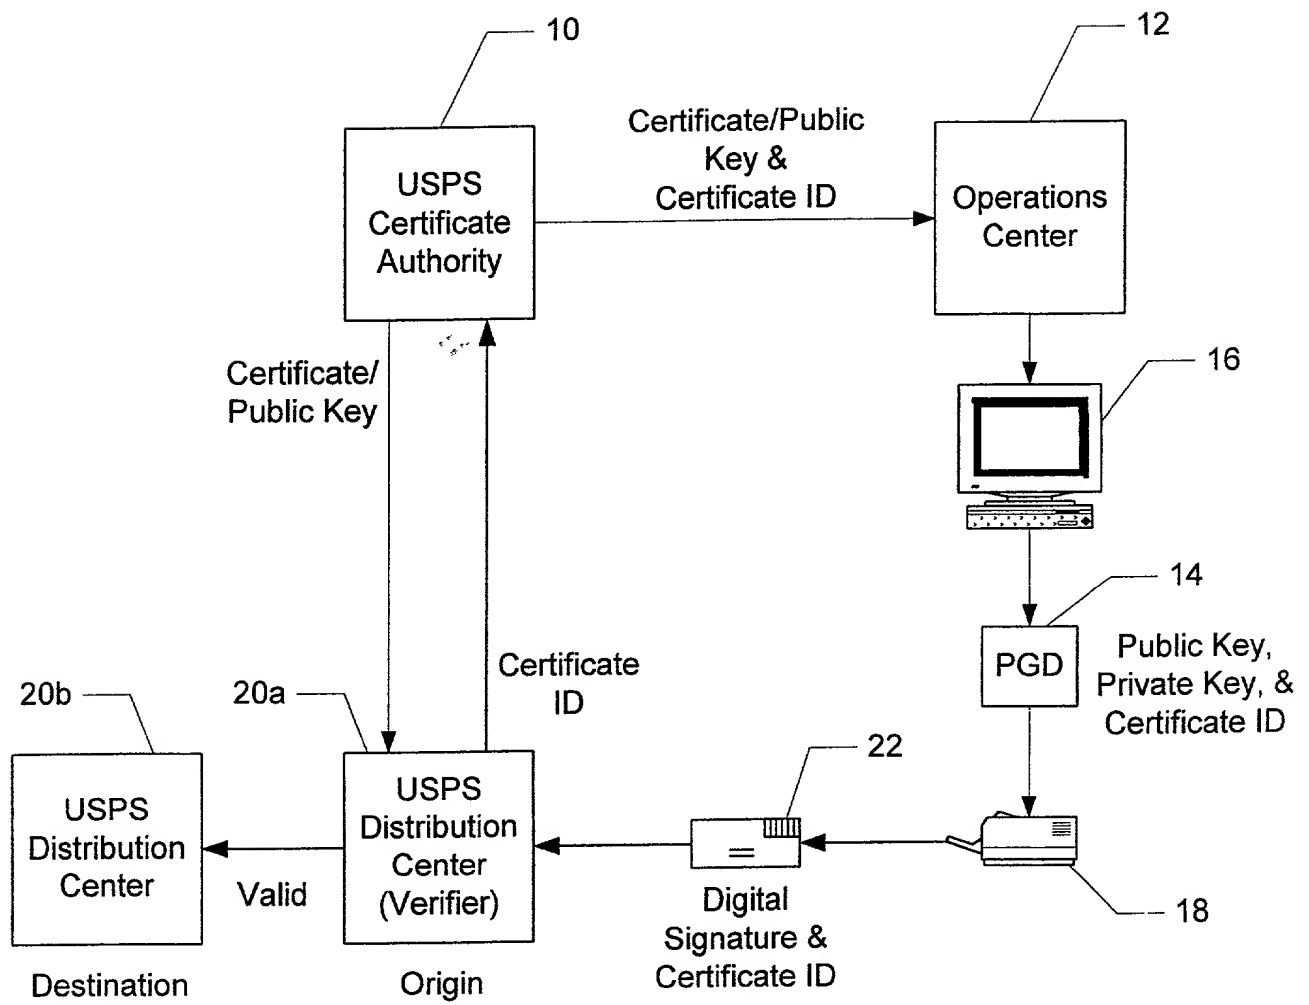 10
12
Certificate/Public
Key &
Certificate ID
USPS
Certificate
Authority
Operations
Center
16
Certificate/
Public Key
14
PGD
Public Key,
Private Key, &
Certificate ID
Certificate
ID
20b
20a
22
USPS
Distribution
Center
USPS
Distribution
Center
(Verifier)
Valid
18
Digital
Signature &
Certificate ID
Destination
Origin